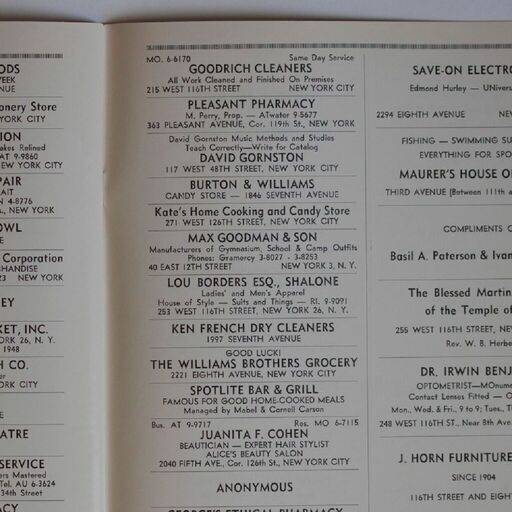 ODS
WEEK
ENUE
onery Store
YORK CITY
ION
akes Relined
AT 9-9860
EW YORK CITY
PAIR
AIT
N 4-8776
s., NEW YORK
OWL
Corporation
CHANDISE
23 NEW YORK
EY
KET, INC.
YORK 26, N. Y.
1948
H CO.
er
ORK CITY
E
ATRE
SERVICE
ers Mastered
Tel. AU 6-3624
34th Street
ACY
MO. 6-6170 Same Day Service
GOODRICH CLEANERS
All Work Cleaned and Finished On Premises
215 WEST 116TH STREET NEW YORK CITY
PLEASANT PHARMACY
M. Perry, Prop. — ATwater 9-5677
363 PLEASANT AVENUE, Cor. 119th St., NEW YORK
David Gornston Music Methods and Studies
Teach Correctly—Write for Catalog
DAVID GORNSTON
117 WEST 48TH STREET, NEW YORK CITY
BURTON & WILLIAMS
CANDY STORE — 1846 SEVENTH AVENUE
Kate's Home Cooking and Candy Store
271 WEST 126TH STREET, NEW YORK CITY
MAX GOODMAN & SON
Manufacturers of Gymnasium, School & Camp Outfits
Phones: Gramercy 3-8027 - 3-8253
40 EAST 12TH STREET NEW YORK 3, N. Y.
LOU BORDERS ESQ., SHALONE
Ladies' and Men's Apparel
House of Style — Suits and Things — RI. 9-9091
253 WEST 116TH STREET, NEW YORK 26, N. Y.
KEN FRENCH DRY CLEANERS
1997 SEVENTH AVENUE
GOOD LUCK!
THE WILLIAMS BROTHERS GROCERY
2221 EIGHTH AVENUE, NEW YORK CITY
SPOTLITE BAR & GRILL
FAMOUS FOR GOOD HOME-COOKED MEALS
Managed by Mabel & Cornell Carson
Bus. AT 9-9717 Res. MO 6-7115
JUANITA F. COHEN
BEAUTICIAN — EXPERT HAIR STYLIST
ALICE'S BEAUTY SALON
2040 FIFTH AVE., Cor. 126th St., NEW YORK CITY
ANONYMOUS
GEORGE'S ETHICAL PHARMACY
SAVE-ON ELECTRO
Edmond Hurley — UNivers
2294 EIGHTH AVENUE NEW
FISHING — SWIMMING SU
EVERYTHING FOR SPO
MAURER'S HOUSE O
THIRD AVENUE (Between 111th a
COMPLIMENTS O
Basil A. Paterson & Ivan
The Blessed Martin
of the Temple of
255 WEST 116TH STREET, NEW
Rev. W. B. Herbe
DR. IRWIN BENJ
OPTOMETRIST—MOnume
Contact Lenses Fitted — O
Mon., Wed. & Fri., 9 to 9; Tues., Th
248 WEST 116TH ST., Near 8th Ave
J. HORN FURNITURE
SINCE 1904
116TH STREET AND EIGHT